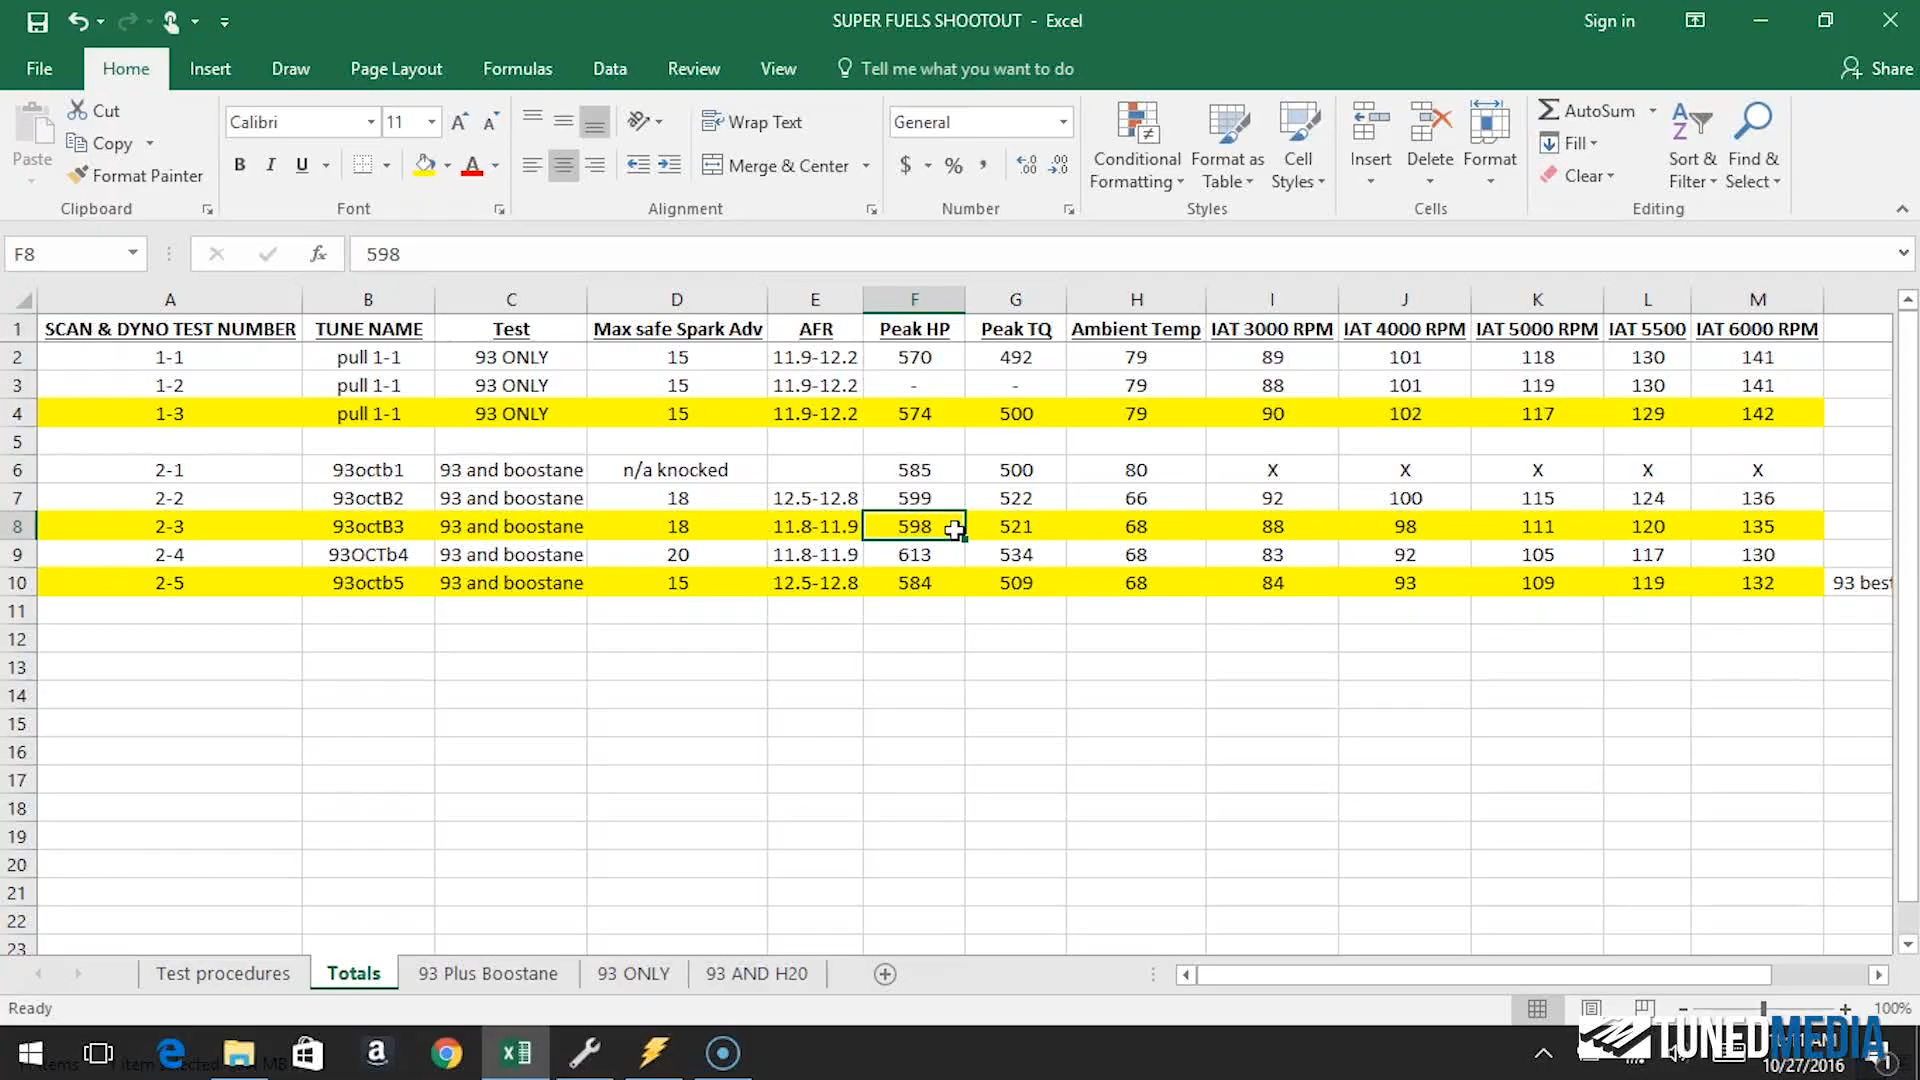 SUPER FUELS SHOOTOUT - Excel
Sign in
File Home Insert Draw Page Layout Formulas Data Review View Tell me what you want to do Share
Paste
Cut
Copy
Format Painter
Clipboard
Calibri 11
B I U A
Font
Wrap Text
Merge & Center
Alignment
General
$ % ,
Number
Conditional Formatting
Format as Table
Cell Styles
Styles
Insert Delete Format
Cells
AutoSum
Fill
Clear
Sort & Filter
Find & Select
Editing
F8 fx 598
A B C D E F G H I J K L M
1 SCAN & DYNO TEST NUMBER TUNE NAME Test Max safe Spark Adv AFR Peak HP Peak TQ Ambient Temp IAT 3000 RPM IAT 4000 RPM IAT 5000 RPM IAT 5500 IAT 6000 RPM
2 1-1 pull 1-1 93 ONLY 15 11.9-12.2 570 492 79 89 101 118 130 141
3 1-2 pull 1-1 93 ONLY 15 11.9-12.2 - - 79 88 101 119 130 141
4 1-3 pull 1-1 93 ONLY 15 11.9-12.2 574 500 79 90 102 117 129 142
5
6 2-1 93octb1 93 and boostane n/a knocked 585 500 80 X X X X X
7 2-2 93octB2 93 and boostane 18 12.5-12.8 599 522 66 92 100 115 124 136
8 2-3 93octB3 93 and boostane 18 11.8-11.9 598 521 68 88 98 111 120 135
9 2-4 93OCTb4 93 and boostane 20 11.8-11.9 613 534 68 83 92 105 117 130
10 2-5 93octb5 93 and boostane 15 12.5-12.8 584 509 68 84 93 109 119 132 93 best
11
12
13
14
15
16
17
18
19
20
21
22
23
Test procedures Totals 93 Plus Boostane 93 ONLY 93 AND H20
Ready
100%
TUNEDMEDIA
10/27/2016